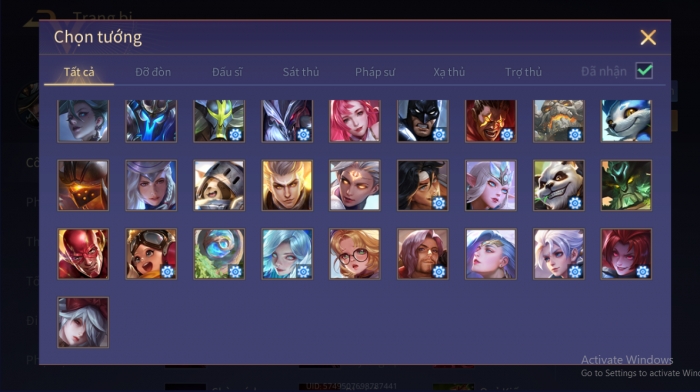 Trang bị
Chọn tướng
Tất cả
Đỡ đòn
Đấu sĩ
Sát thủ
Pháp sư
Xạ thủ
Trợ thủ
Đã nhận
Activate Windows
Go to Settings to activate Win